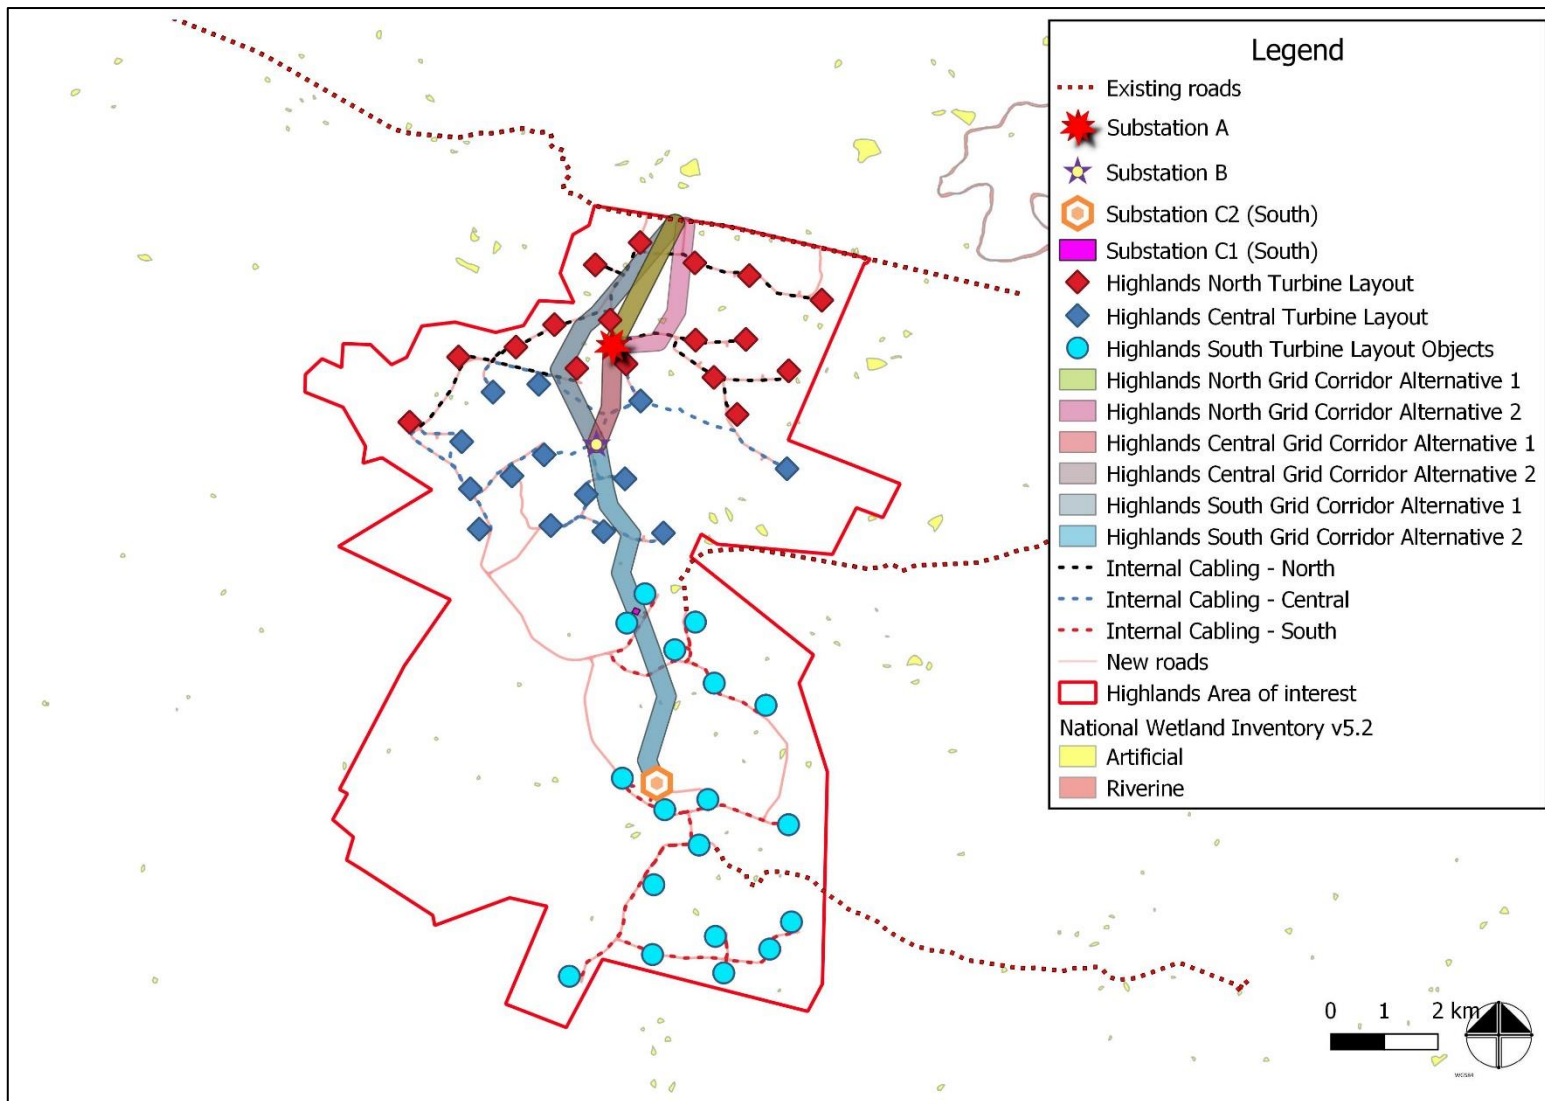 Legend
Existing roads
Substation A
Substation B
Substation C2 (South)
Substation C1 (South)
Highlands North Turbine Layout
Highlands Central Turbine Layout
Highlands South Turbine Layout Objects
Highlands North Grid Corridor Alternative 1
Highlands North Grid Corridor Alternative 2
Highlands Central Grid Corridor Alternative 1
Highlands Central Grid Corridor Alternative 2
Highlands South Grid Corridor Alternative 1
Highlands South Grid Corridor Alternative 2
Internal Cabling - North
Internal Cabling - Central
Internal Cabling - South
New roads
Highlands Area of interest
National Wetland Inventory v5.2
Artificial
Riverine
0 1 2 km
WGS84